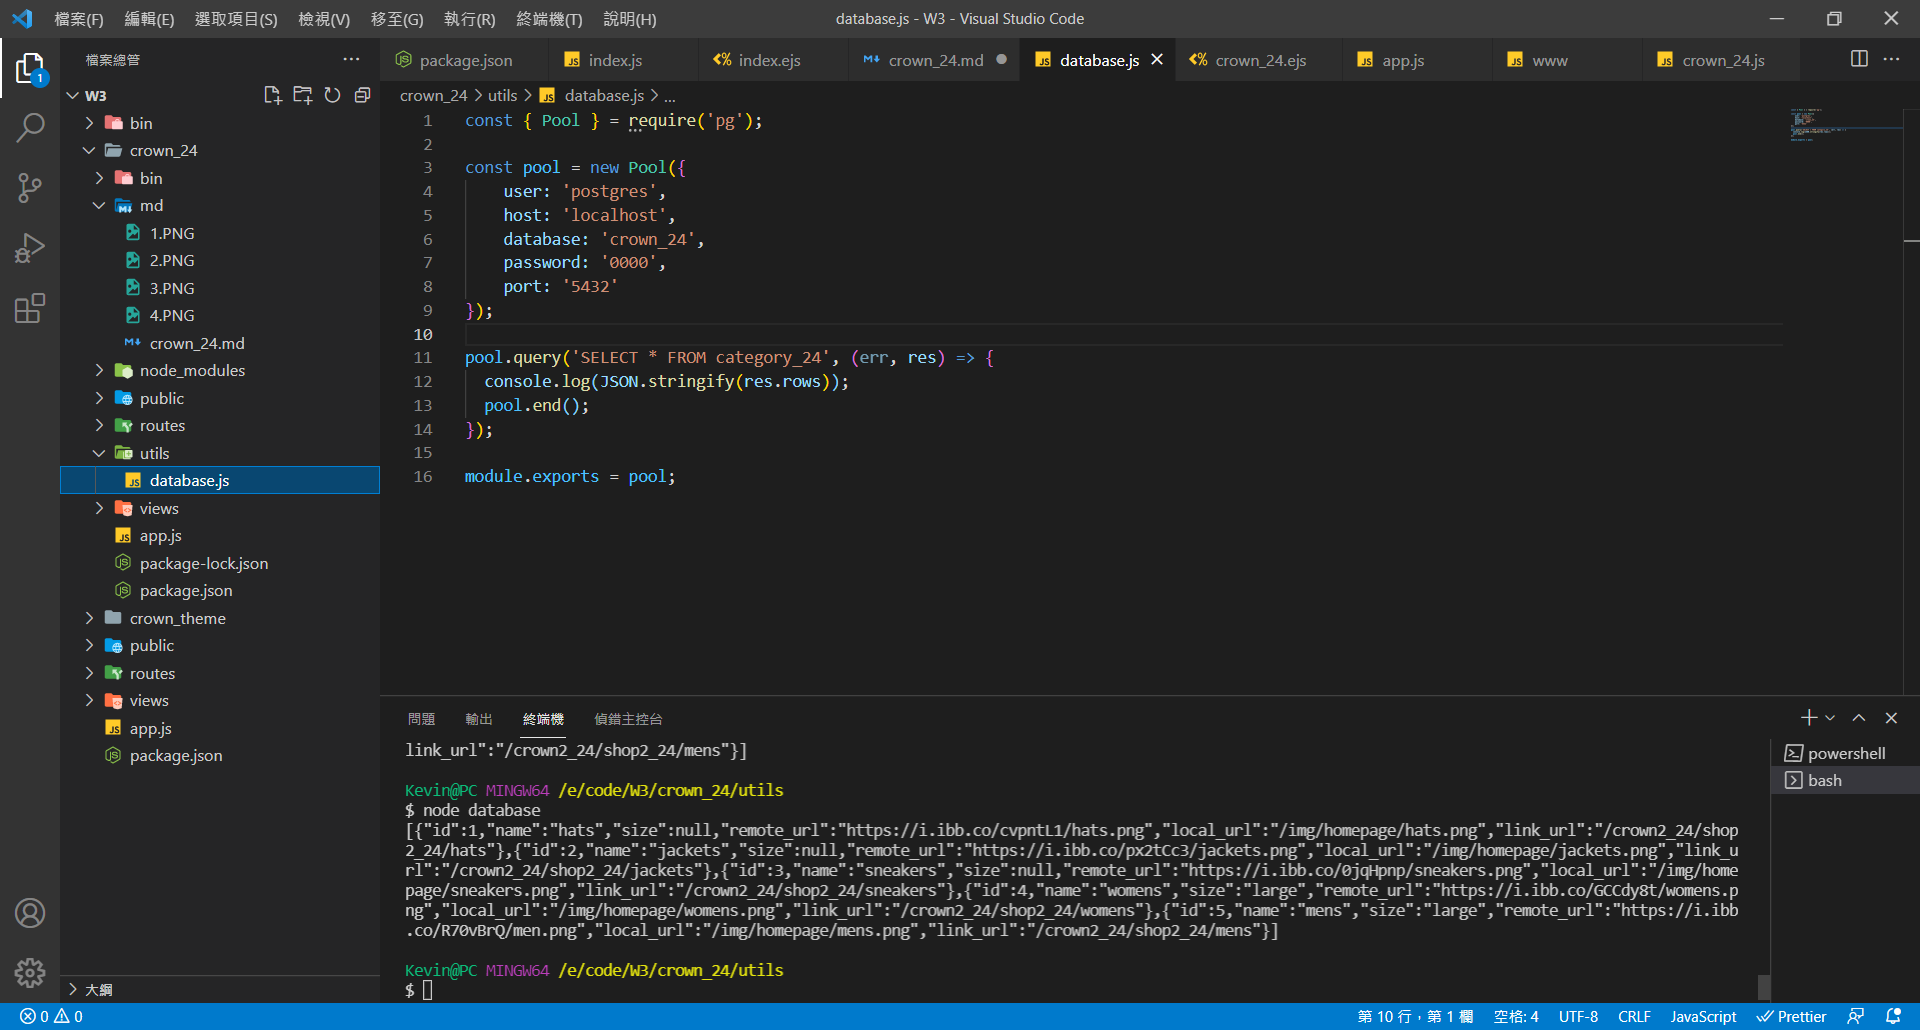 檔案(F) 編輯(E) 選取項目(S) 檢視(V) 移至(G) 執行(R) 終端機(T) 說明(H) database.js - W3 - Visual Studio Code
檔案總管
package.json index.js index.ejs crown_24.md database.js crown_24.ejs app.js www crown_24.js
1
W3
bin
crown_24
bin
md
1.PNG
2.PNG
3.PNG
4.PNG
crown_24.md
node_modules
public
routes
utils
database.js
views
app.js
package-lock.json
package.json
crown_theme
public
routes
views
app.js
package.json
大綱
crown_24 > utils > database.js > ...
1 const { Pool } = require('pg');
2
3 const pool = new Pool({
4 user: 'postgres',
5 host: 'localhost',
6 database: 'crown_24',
7 password: '0000',
8 port: '5432'
9 });
10
11 pool.query('SELECT * FROM category_24', (err, res) => {
12 console.log(JSON.stringify(res.rows));
13 pool.end();
14 });
15
16 module.exports = pool;
問題 輸出 終端機 偵錯主控台
link_url":"/crown2_24/shop2_24/mens"}]
Kevin@PC MINGW64 /e/code/W3/crown_24/utils
$ node database
[{"id":1,"name":"hats","size":null,"remote_url":"https://i.ibb.co/cvpntL1/hats.png","local_url":"/img/homepage/hats.png","link_url":"/crown2_24/shop
2_24/hats"},{"id":2,"name":"jackets","size":null,"remote_url":"https://i.ibb.co/px2tCc3/jackets.png","local_url":"/img/homepage/jackets.png","link_u
rl":"/crown2_24/shop2_24/jackets"},{"id":3,"name":"sneakers","size":null,"remote_url":"https://i.ibb.co/0jqHpnp/sneakers.png","local_url":"/img/home
page/sneakers.png","link_url":"/crown2_24/shop2_24/sneakers"},{"id":4,"name":"womens","size":"large","remote_url":"https://i.ibb.co/GCCdy8t/womens.p
ng","local_url":"/img/homepage/womens.png","link_url":"/crown2_24/shop2_24/womens"},{"id":5,"name":"mens","size":"large","remote_url":"https://i.ibb
.co/R70vBrQ/men.png","local_url":"/img/homepage/mens.png","link_url":"/crown2_24/shop2_24/mens"}]
Kevin@PC MINGW64 /e/code/W3/crown_24/utils
$
powershell
bash
0 0 第 10 行，第 1 欄 空格: 4 UTF-8 CRLF JavaScript Prettier